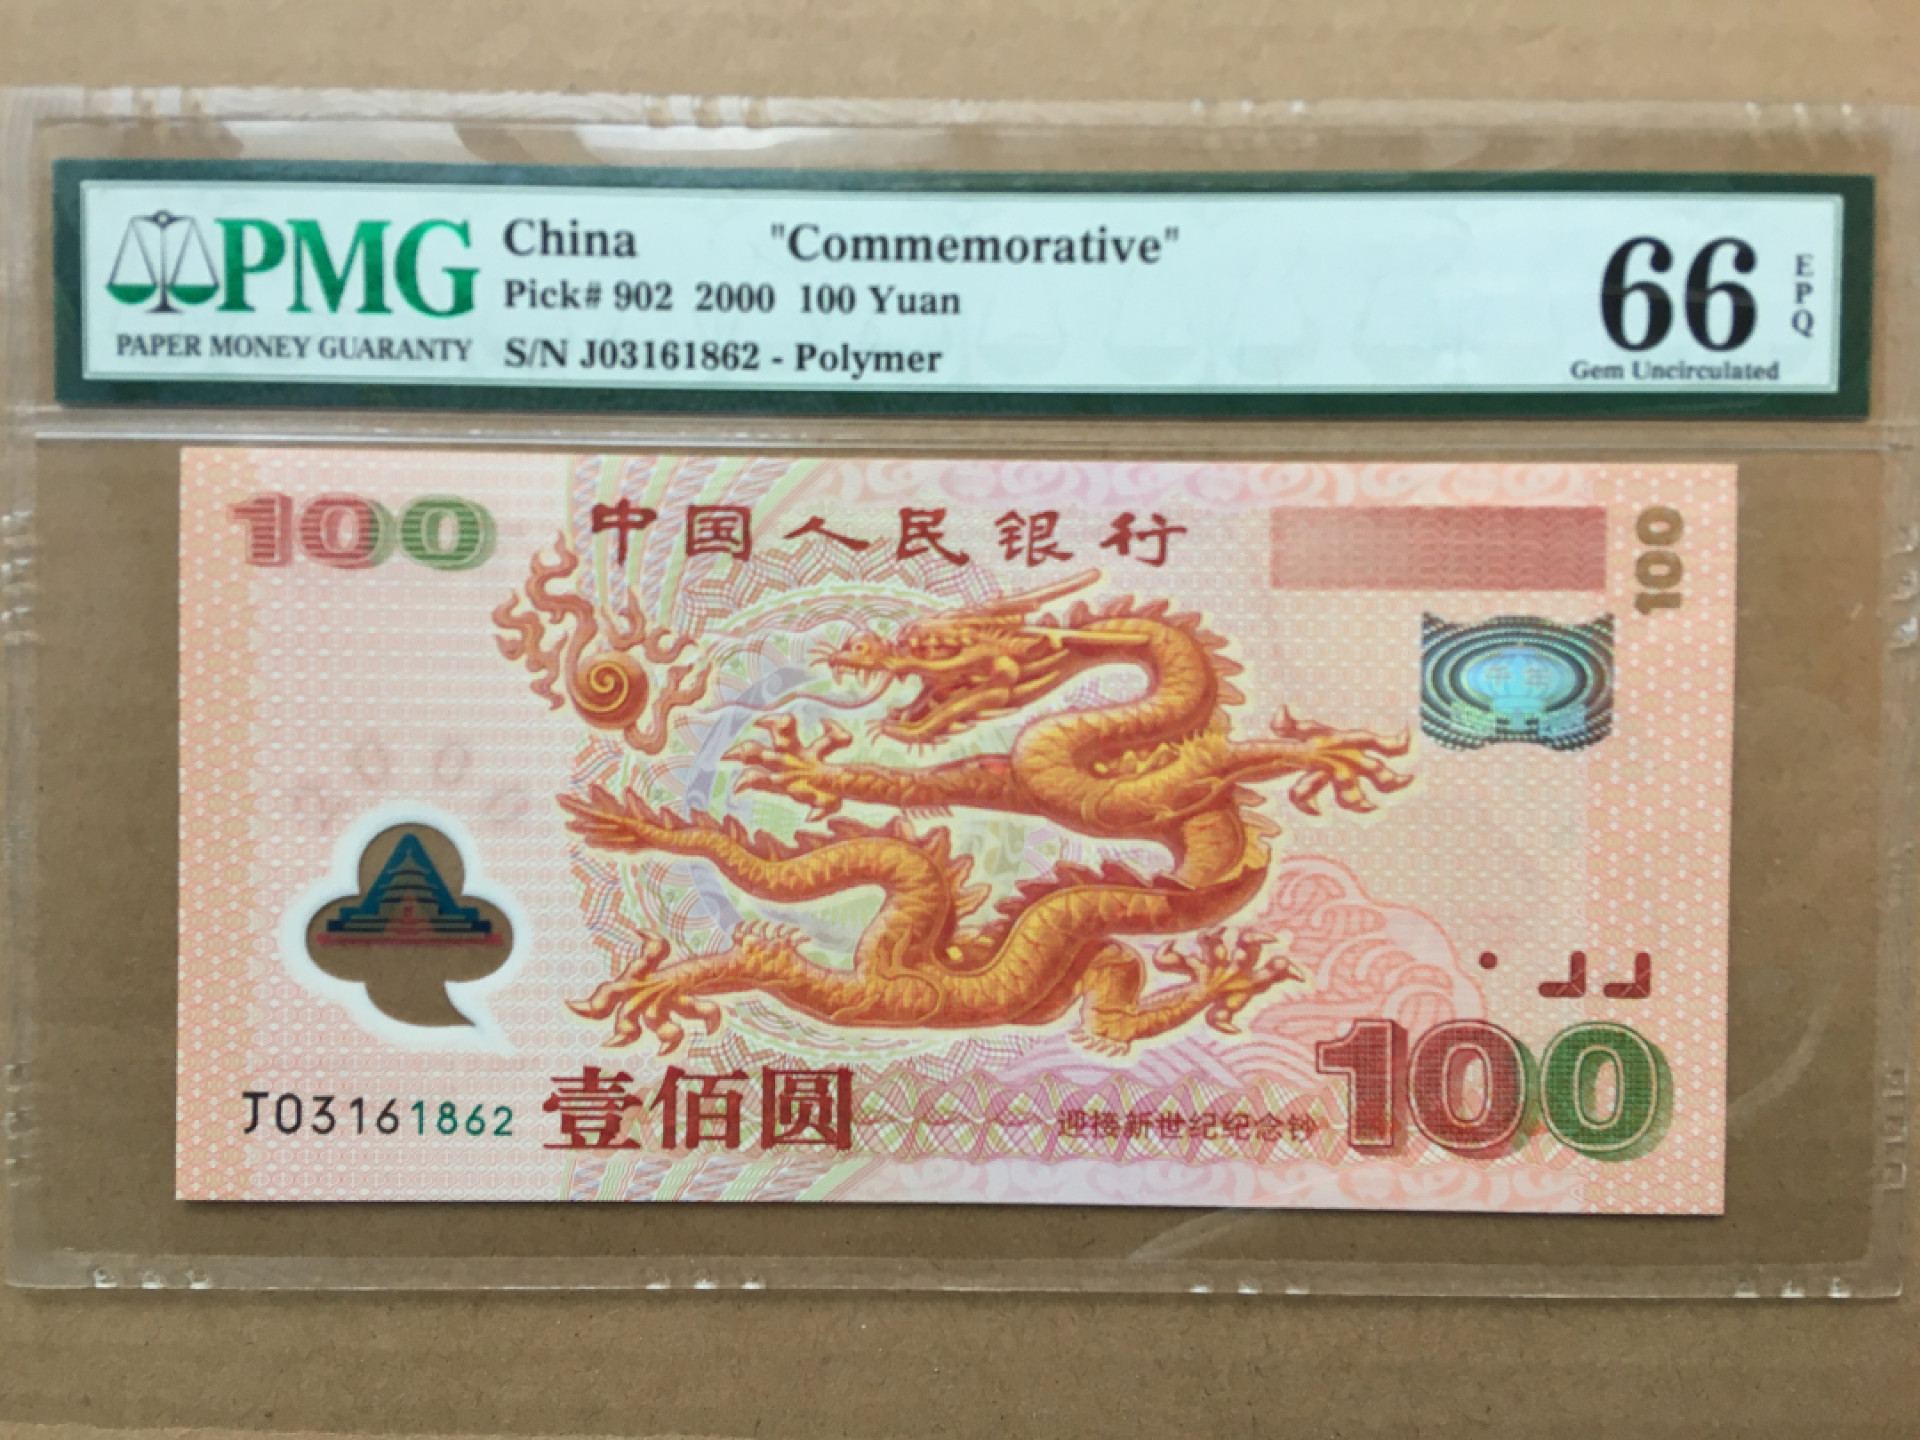 PMG
PAPER MONEY GUARANTY
China "Commemorative"
Pick# 902 2000 100 Yuan
S/N J03161862 - Polymer
66
EPQ
Gem Uncirculated
100
中国人民银行
100
J03161862
壹佰圆
迎接新世纪纪念钞
100